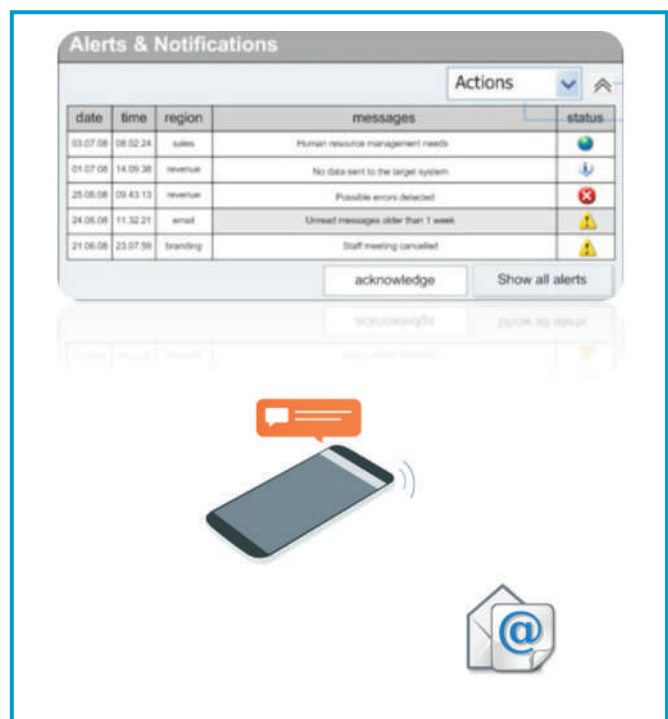 Alerts & Notifications
Actions
date time region messages status
03.07.08 08.02.24 sales Human resource management needs
01.07.08 14.09.38 revenue No data sent to the target system.
25.06.08 09.43.13 revenue Possible errors detected
24.06.08 11.32.21 email Unread messages older than 1 week
21.06.08 23.07.59 branding Staff meeting cancelled
acknowledge Show all alerts
@